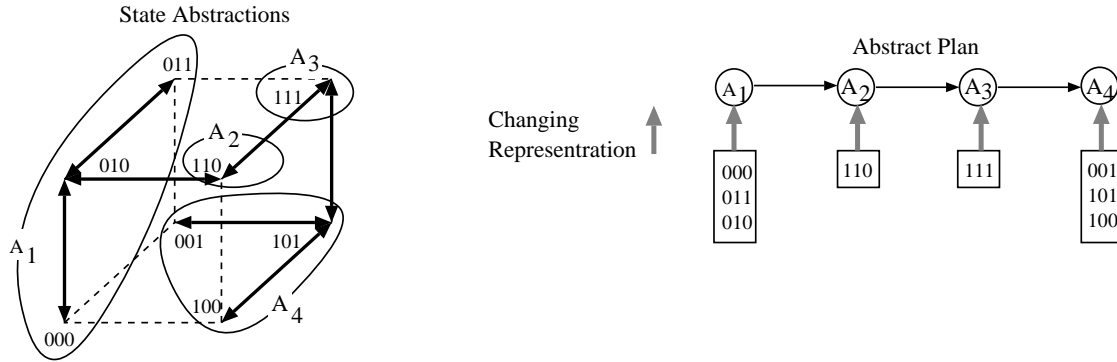 State Abstractions
011
A3
111
A2
010
110
A1
001
101
100
A4
000
Abstract Plan
A1
A2
A3
A4
Changing
Representration
000
011
010
110
111
001
101
100